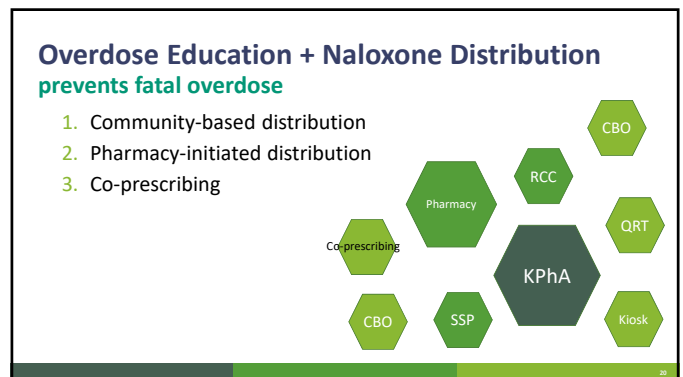 Overdose Education + Naloxone Distribution
prevents fatal overdose
1. Community-based distribution
2. Pharmacy-initiated distribution
3. Co-prescribing
CBO
RCC
Pharmacy
QRT
Co-prescribing
KPhA
CBO
SSP
Kiosk
20